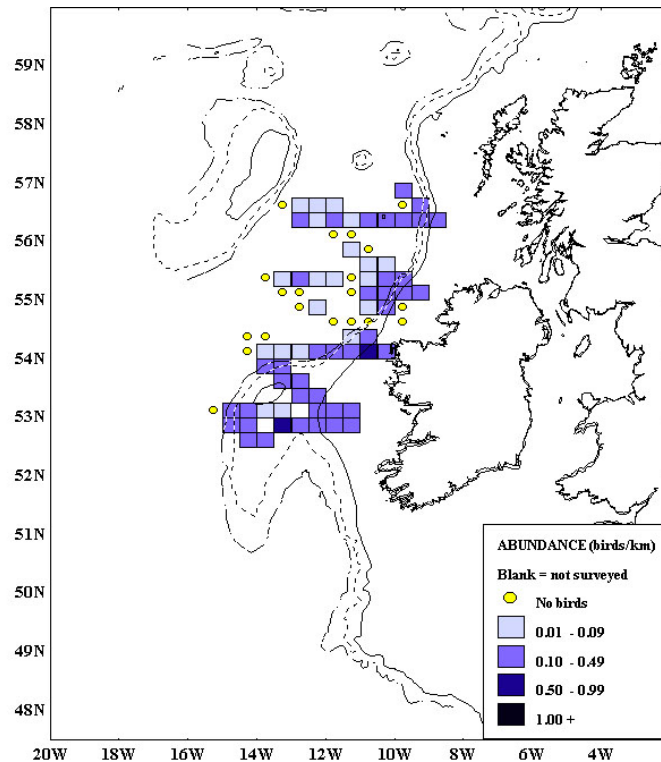 59N
58N
57N
56N
55N
54N
53N
52N
51N
50N
49N
48N
ABUNDANCE (birds/km)
Blank = not surveyed
No birds
0.01 - 0.09
0.10 - 0.49
0.50 - 0.99
1.00 +
20W 16W 14W 12W 10W 6W 4W